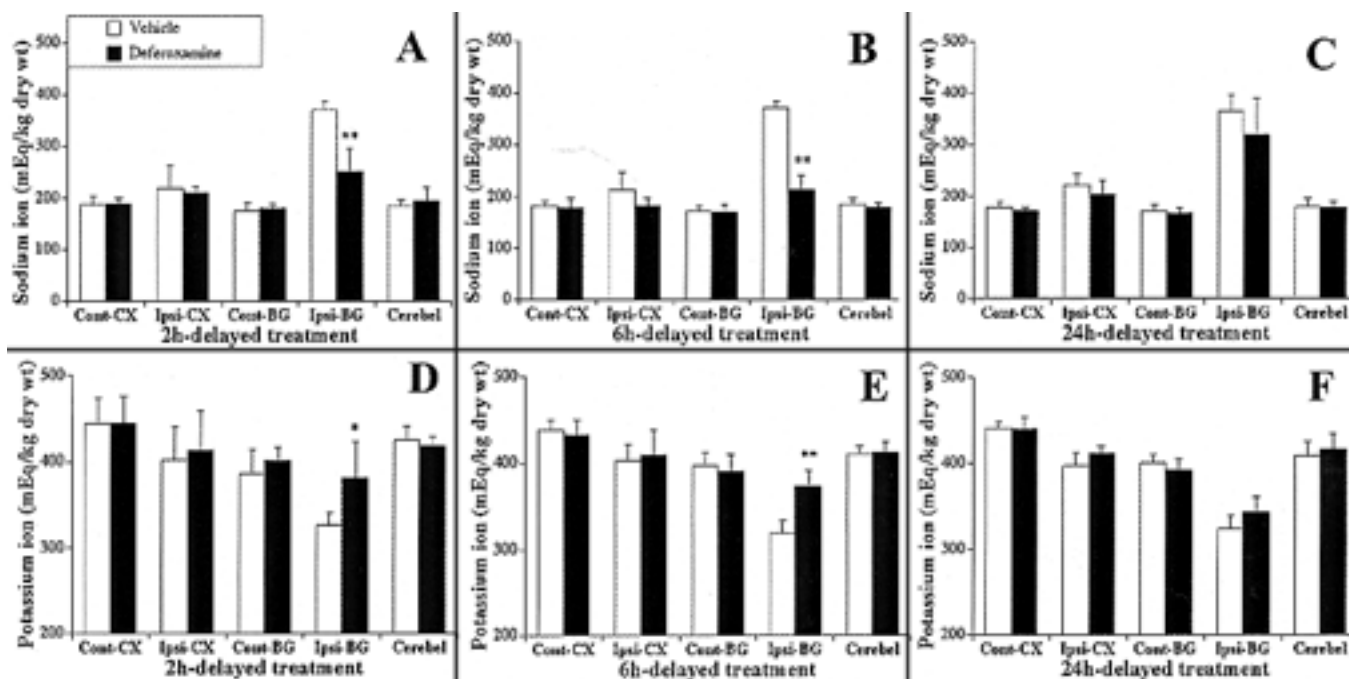 Vehicle
Deferoxamine
A
Sodium ion (mEq/kg dry wt)
500
400
300
200
100
0
**
Cont-CX Ipsi-CX Cont-BG Ipsi-BG Cerebel
2h-delayed treatment
B
Sodium ion (mEq/kg dry wt)
500
400
300
200
100
0
**
Cont-CX Ipsi-CX Cont-BG Ipsi-BG Cerebel
6h-delayed treatment
C
Sodium ion (mEq/kg dry wt)
500
400
300
200
100
0
Cont-CX Ipsi-CX Cont-BG Ipsi-BG Cerebel
24h-delayed treatment
D
Potassium ion (mEq/kg dry wt)
500
400
300
200
*
Cont-CX Ipsi-CX Cont-BG Ipsi-BG Cerebel
2h-delayed treatment
E
Potassium ion (mEq/kg dry wt)
500
400
300
200
**
Cont-CX Ipsi-CX Cont-BG Ipsi-BG Cerebel
6h-delayed treatment
F
Potassium ion (mEq/kg dry wt)
500
400
300
200
Cont-CX Ipsi-CX Cont-BG Ipsi-BG Cerebel
24h-delayed treatment